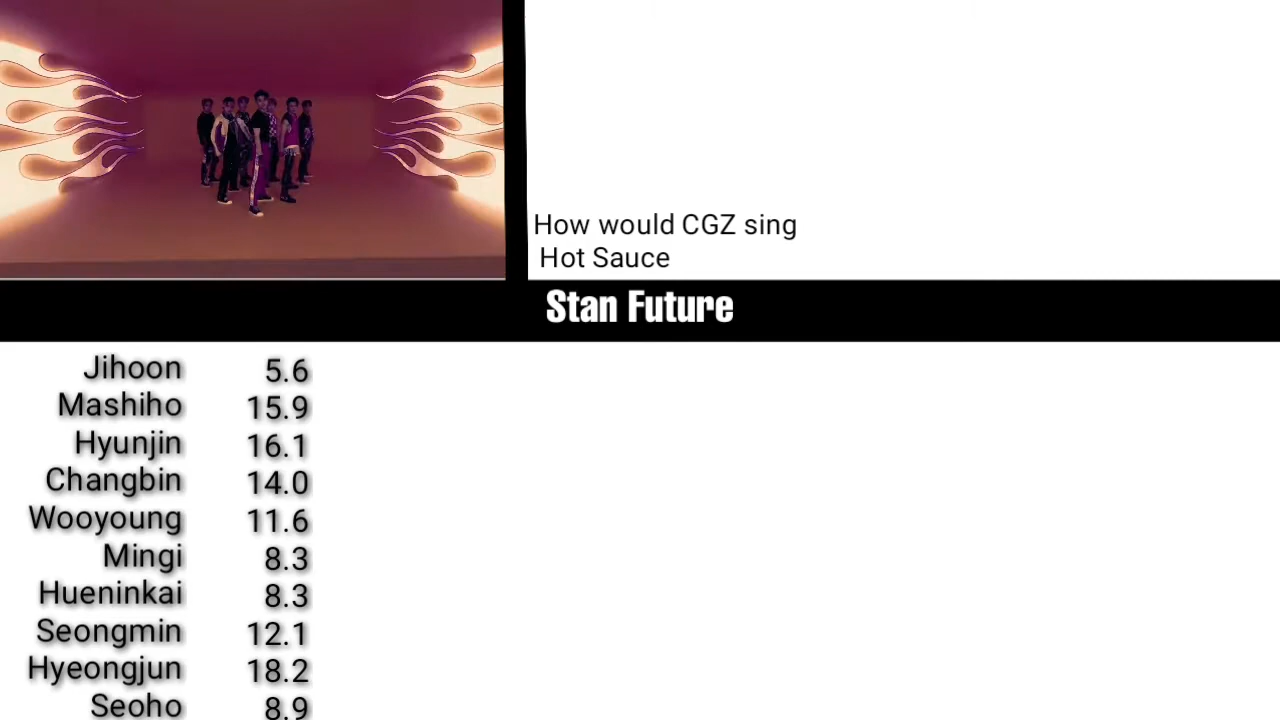 How would CGZ sing
Hot Sauce
Stan Future
Jihoon 5.6
Mashiho 15.9
Hyunjin 16.1
Changbin 14.0
Wooyoung 11.6
Mingi 8.3
Hueninkai 8.3
Seongmin 12.1
Hyeongjun 18.2
Seoho 8.9